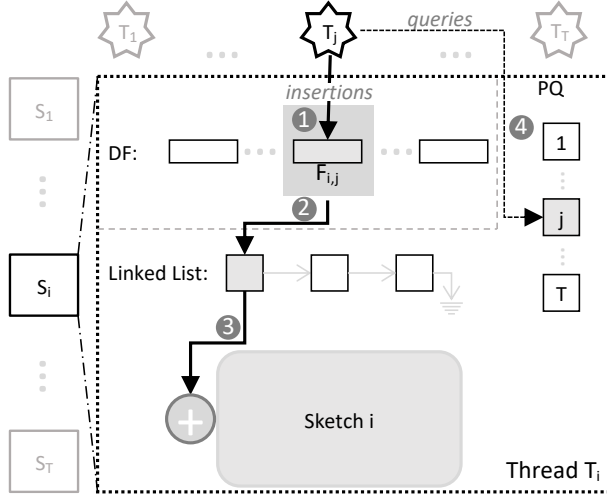 T1 ... Tj ... TT
queries
insertions
PQ
S1
1
4
1
DF:
Fi,j
2
j
Si
Linked List:
T
3
+
Sketch i
ST
Thread Ti